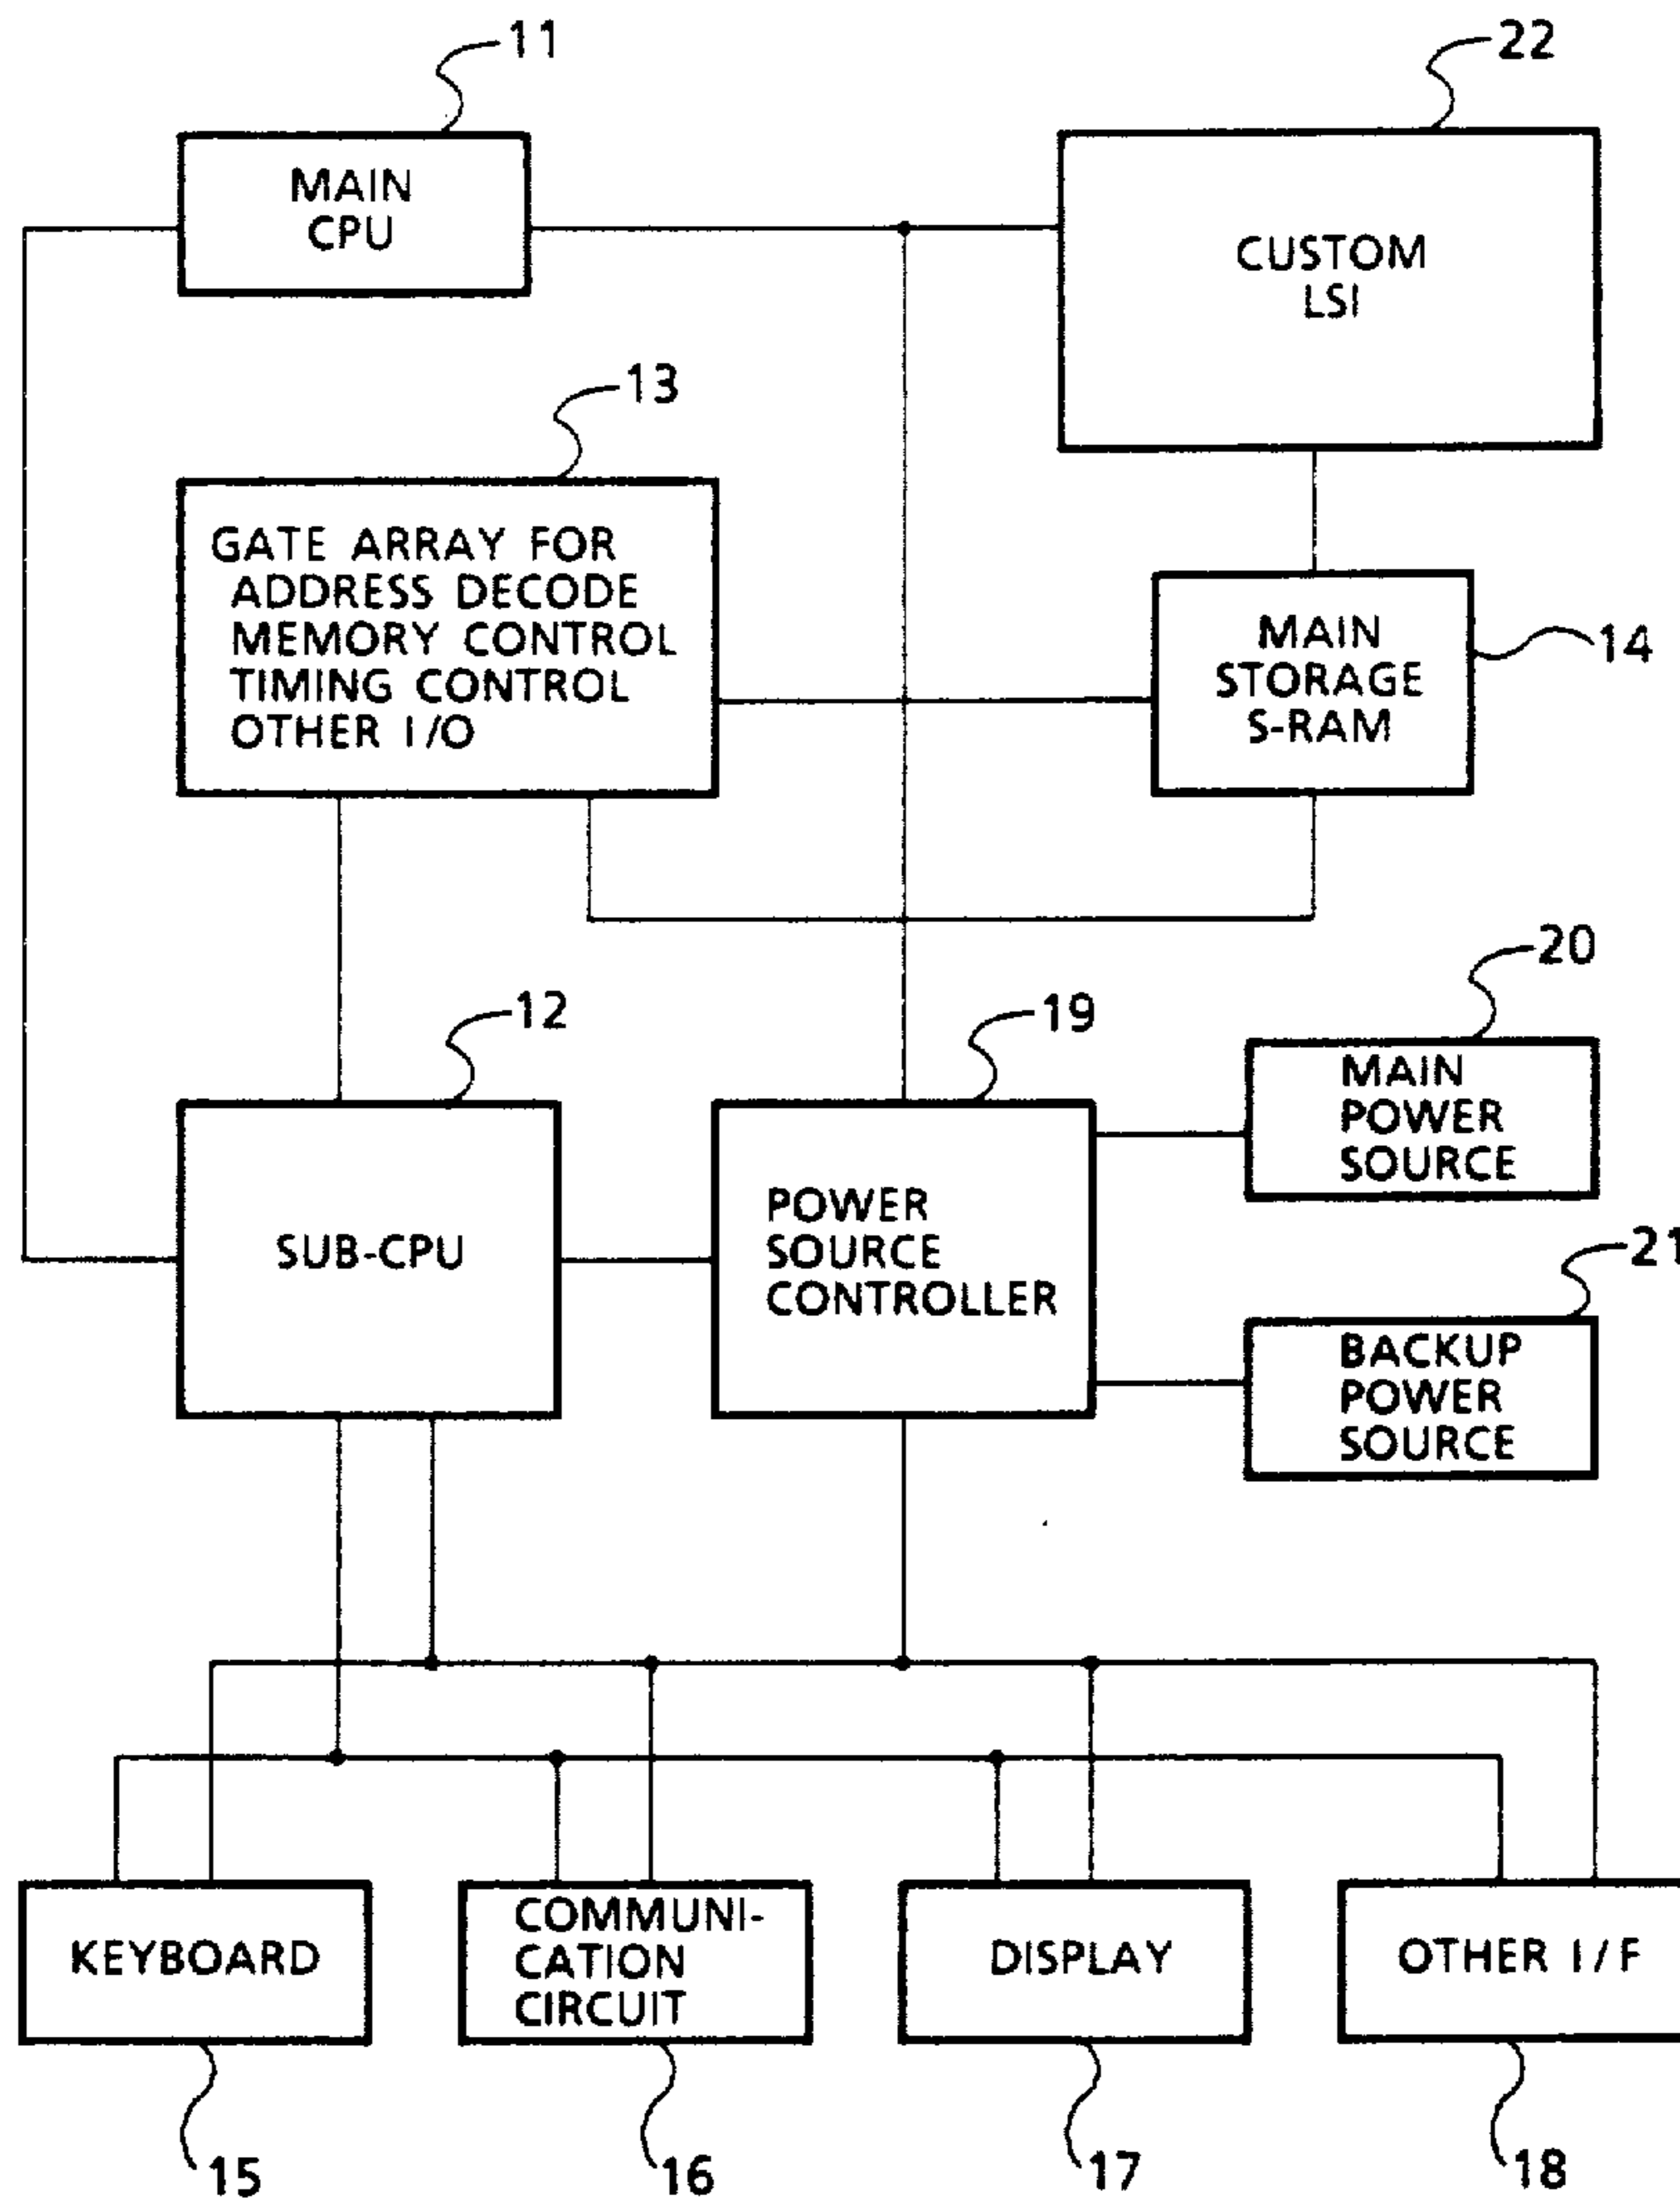 11
22
MAIN
CPU
CUSTOM
LSI
13
GATE ARRAY FOR
ADDRESS DECODE
MEMORY CONTROL
TIMING CONTROL
OTHER I/O
MAIN
STORAGE
S-RAM
14
20
12
19
MAIN
POWER
SOURCE
SUB-CPU
POWER
SOURCE
CONTROLLER
21
BACKUP
POWER
SOURCE
KEYBOARD
COMMUNI-
CATION
CIRCUIT
DISPLAY
OTHER I/F
15
16
17
18